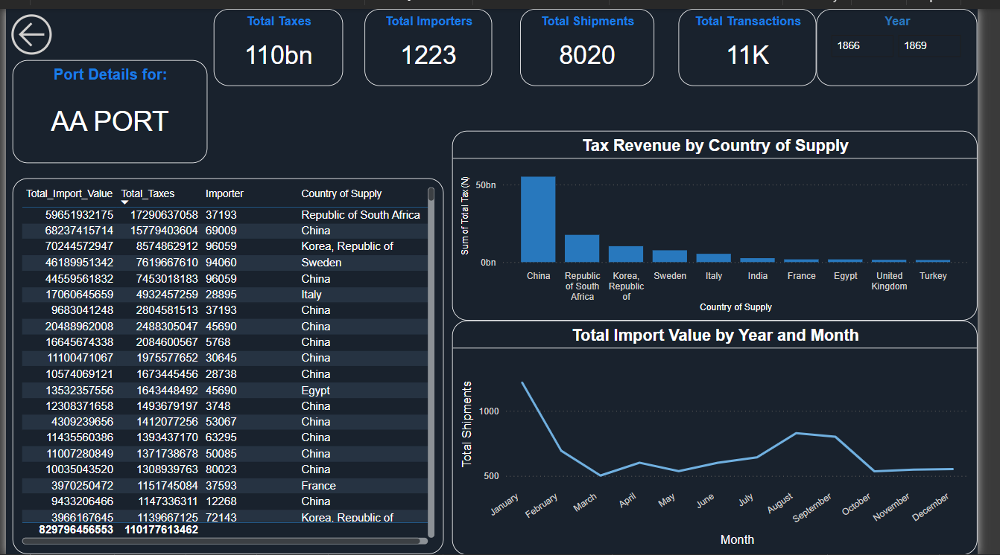 Total Taxes
110bn
Total Importers
1223
Total Shipments
8020
Total Transactions
11K
Year
1866 1869
Port Details for:
AA PORT
Total_Import_Value Total_Taxes Importer Country of Supply
59651932175 17290637058 37193 Republic of South Africa
68237415714 15779403604 69009 China
70244572947 8574862912 96059 Korea, Republic of
46189951342 7619667610 94060 Sweden
44559561832 7453018183 96059 China
17060645659 4932457259 28895 Italy
9683041248 2804581513 37193 China
20488962008 2488305047 45690 China
16645674338 2084600567 5768 China
11100471067 1975577652 30645 China
10574069121 1673445456 28738 China
13532357556 1643448492 45690 Egypt
12308371658 1493679197 3748 China
4309239656 1412077256 53067 China
11435560386 1393437170 63295 China
11007280849 1371738678 50085 China
10035043520 1308939763 80023 China
3970250472 1151745084 37593 France
9433206466 1147336311 12268 China
3966167645 1139667125 72143 Korea, Republic of
829796456553 110177613462
Tax Revenue by Country of Supply
Sum of Total Tax (N)
50bn
0bn
China
Republic
of South
Africa
Korea,
Republic
of
Sweden
Italy
India
France
Egypt
United
Kingdom
Turkey
Country of Supply
Total Import Value by Year and Month
Total Shipments
1000
500
January
February
March
April
May
June
July
August
September
October
November
December
Month